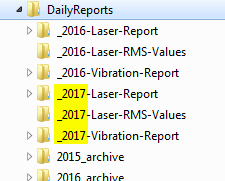 DailyReports
_2016-Laser-Report
_2016-Laser-RMS-Values
_2016-Vibration-Report
_2017-Laser-Report
_2017-Laser-RMS-Values
_2017-Vibration-Report
2015_archive
2016_archive